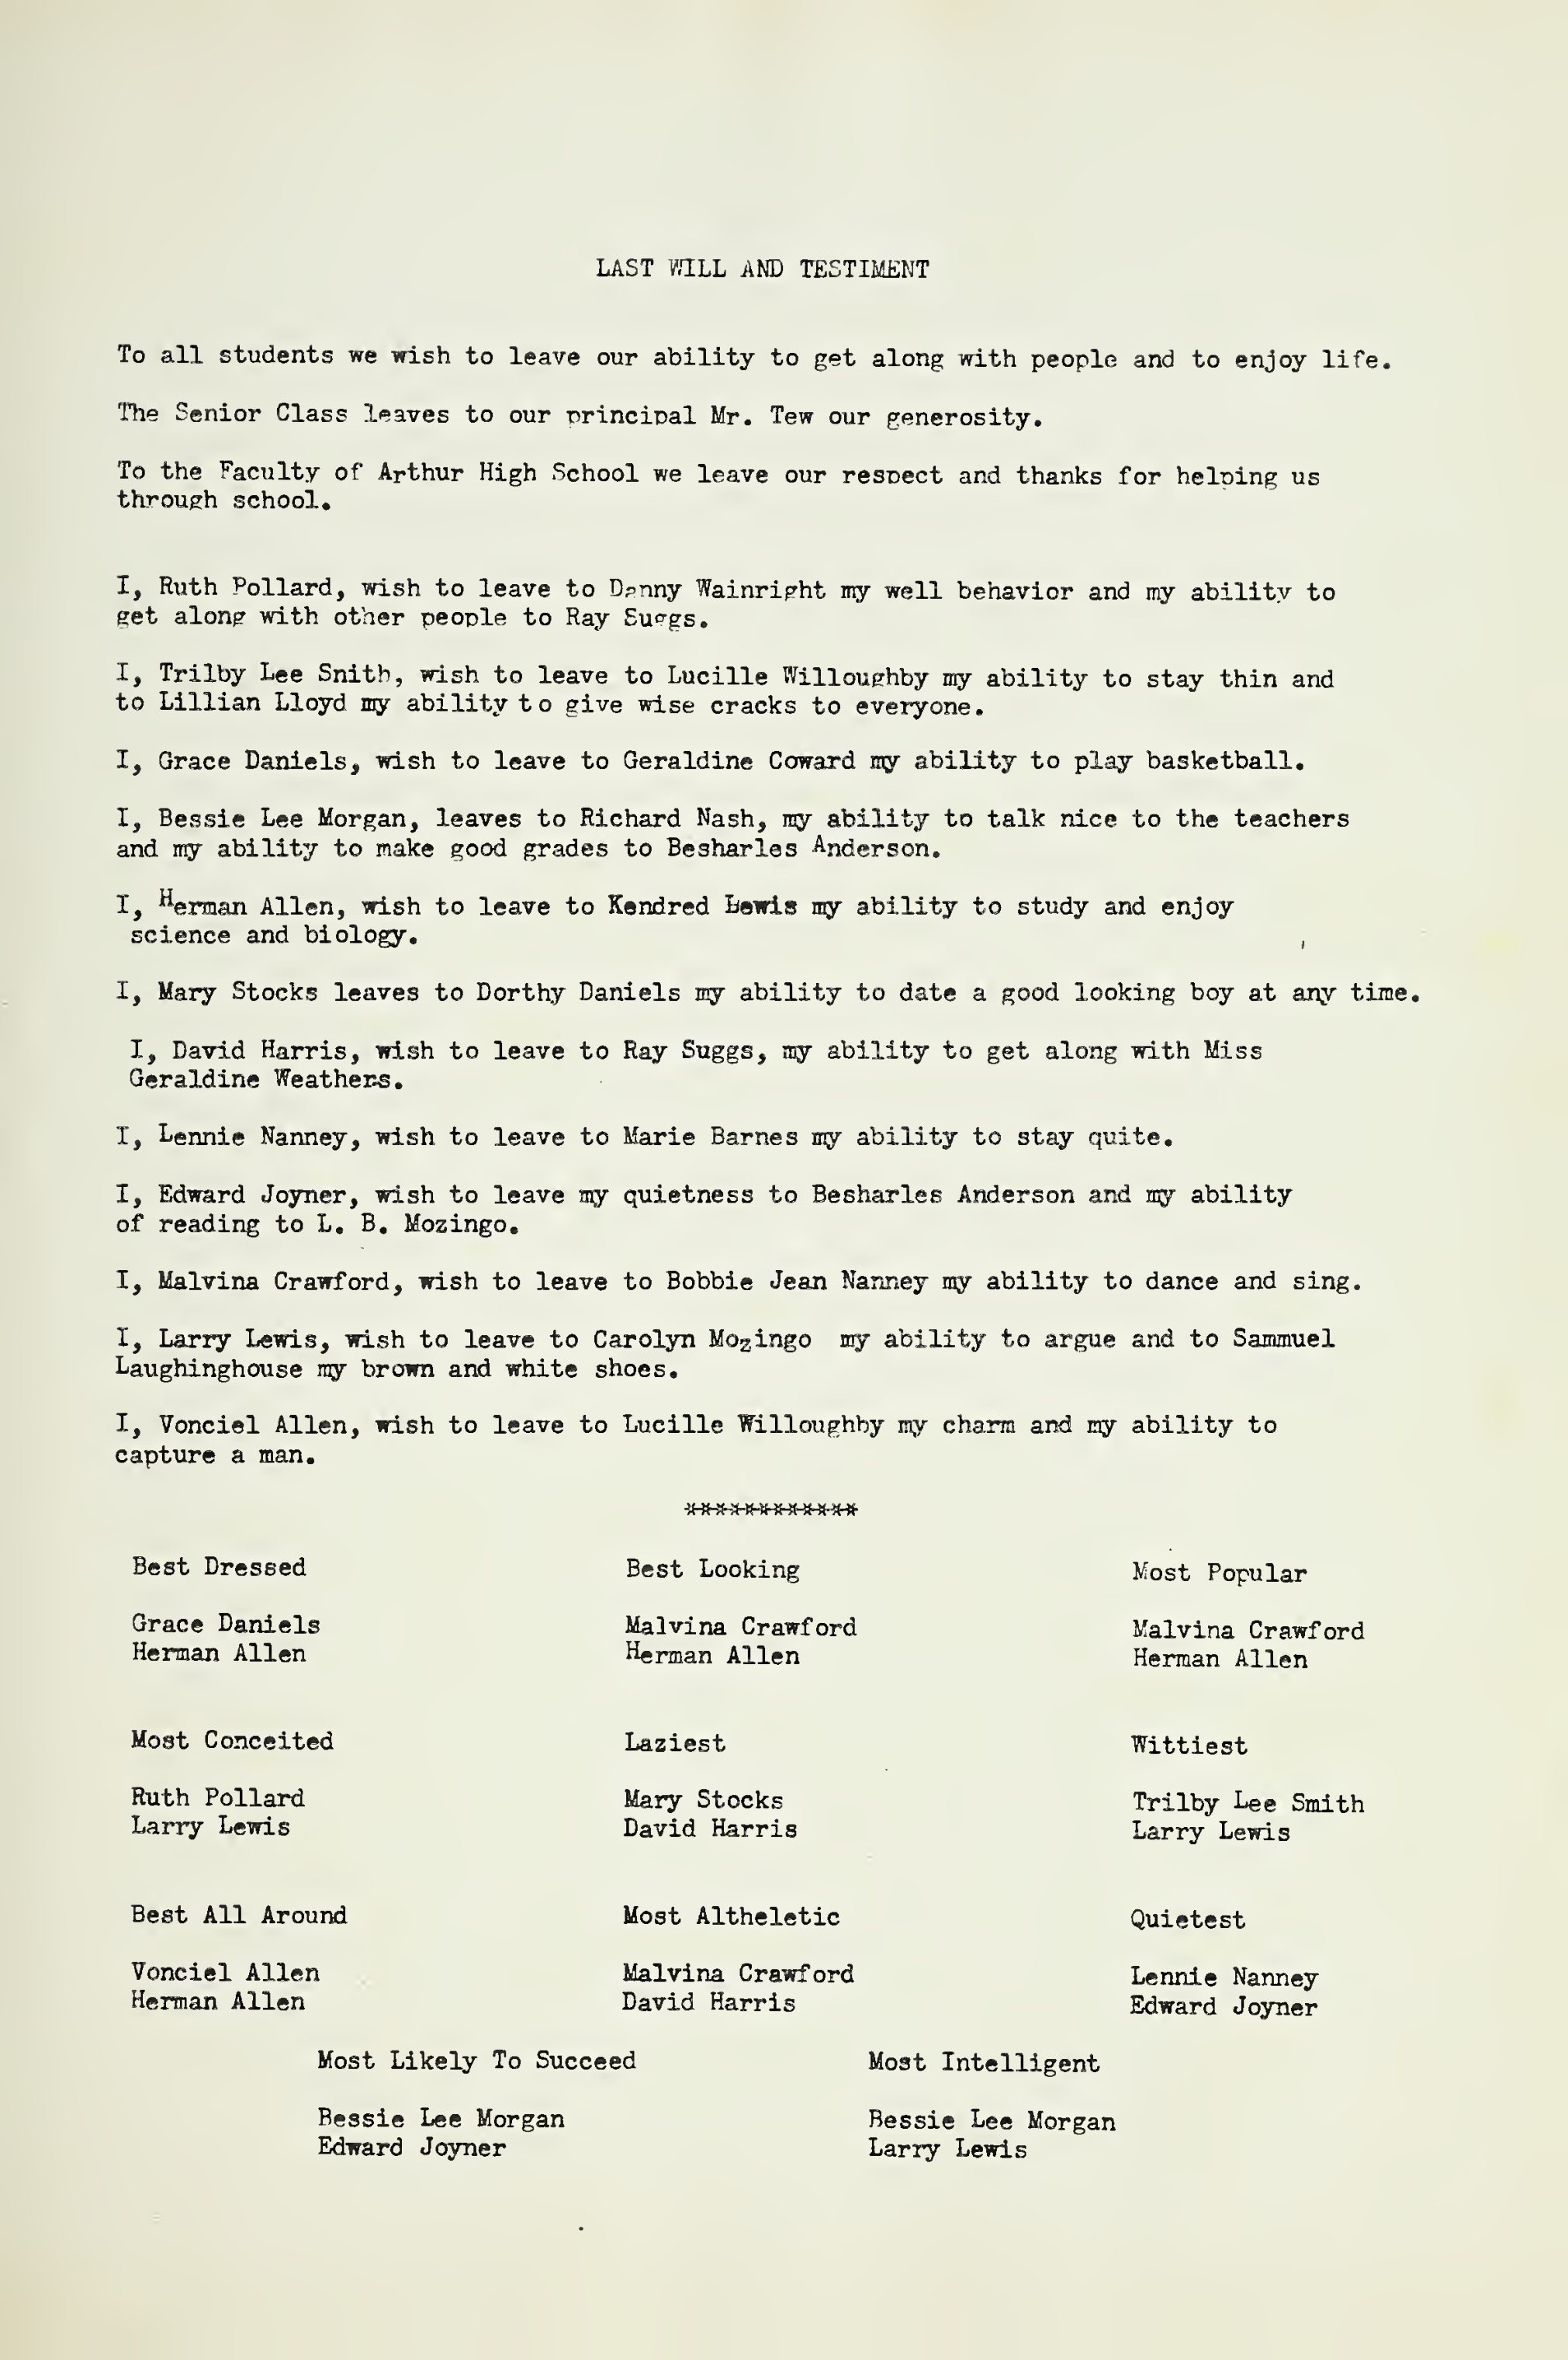 LAST WILL AND TESTIMENT
To all students we wish to leave our ability to get along with people and to enjoy life.
The Senior Class leaves to our principal Mr. Tew our generosity.
To the Faculty of Arthur High School we leave our respect and thanks for helping us
through school.
I, Ruth Pollard, wish to leave to Danny Wainright my well behavior and my ability to
get along with other people to Ray Suggs.
I, Trilby Lee Snith, wish to leave to Lucille Willoughby my ability to stay thin and
to Lillian Lloyd my ability to give wise cracks to everyone.
I, Grace Daniels, wish to leave to Geraldine Coward my ability to play basketball.
I, Bessie Lee Morgan, leaves to Richard Nash, my ability to talk nice to the teachers
and my ability to make good grades to Besharles Anderson.
I, Herman Allen, wish to leave to Kendred Lewis my ability to study and enjoy
science and biology.
I, Mary Stocks leaves to Dorthy Daniels my ability to date a good looking boy at any time.
I, David Harris, wish to leave to Ray Suggs, my ability to get along with Miss
Geraldine Weathers.
I, Lennie Nanney, wish to leave to Marie Barnes my ability to stay quite.
I, Edward Joyner, wish to leave my quietness to Besharles Anderson and my ability
of reading to L. B. Mozingo.
I, Malvina Crawford, wish to leave to Bobbie Jean Nanney my ability to dance and sing.
I, Larry Lewis, wish to leave to Carolyn Mozingo my ability to argue and to Sammuel
Laughinghouse my brown and white shoes.
I, Vonciel Allen, wish to leave to Lucille Willoughby my charm and my ability to
capture a man.
************
Best Dressed Best Looking Most Popular
Grace Daniels Malvina Crawford Malvina Crawford
Herman Allen Herman Allen Herman Allen
Most Conceited Laziest Wittiest
Ruth Pollard Mary Stocks Trilby Lee Smith
Larry Lewis David Harris Larry Lewis
Best All Around Most Altheletic Quietest
Vonciel Allen Malvina Crawford Lennie Nanney
Herman Allen David Harris Edward Joyner
Most Likely To Succeed Most Intelligent
Bessie Lee Morgan Bessie Lee Morgan
Edward Joyner Larry Lewis